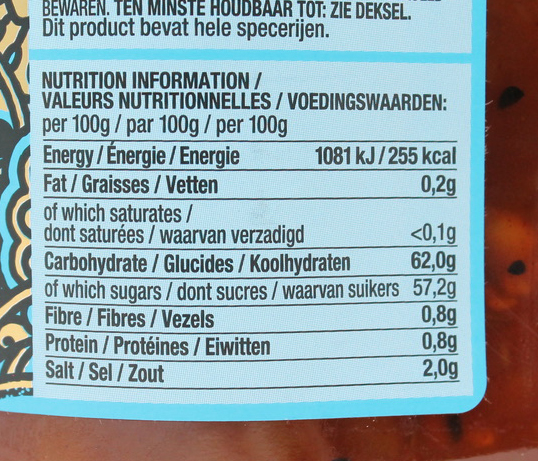 BEWAREN. TEN MINSTE HOUDBAAR TOT: ZIE DEKSEL.
Dit product bevat hele specerijen.
NUTRITION INFORMATION /
VALEURS NUTRITIONNELLES / VOEDINGSWAARDEN:
per 100g / par 100g / per 100g
Energy / Énergie / Energie 1081 kJ / 255 kcal
Fat / Graisses / Vetten 0,2g
of which saturates /
dont saturées / waarvan verzadigd <0,1g
Carbohydrate / Glucides / Koolhydraten 62,0g
of which sugars / dont sucres / waarvan suikers 57,2g
Fibre / Fibres / Vezels 0,8g
Protein / Protéines / Eiwitten 0,8g
Salt / Sel / Zout 2,0g